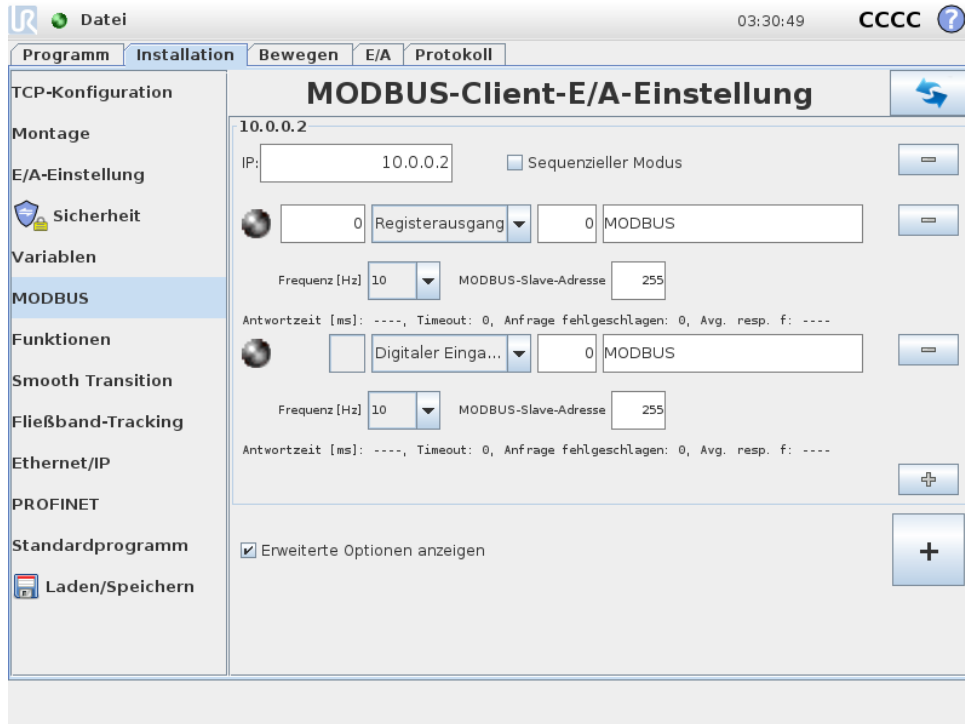 UR Datei 03:30:49 CCCC ?
Programm Installation Bewegen E/A Protokoll
TCP-Konfiguration
Montage
E/A-Einstellung
Sicherheit
Variablen
MODBUS
Funktionen
Smooth Transition
Fließband-Tracking
Ethernet/IP
PROFINET
Standardprogramm
Laden/Speichern
MODBUS-Client-E/A-Einstellung
10.0.0.2
IP: 10.0.0.2 Sequenzieller Modus
0 Registerausgang 0 MODBUS
Frequenz [Hz] 10 MODBUS-Slave-Adresse 255
Antwortzeit [ms]: ----, Timeout: 0, Anfrage fehlgeschlagen: 0, Avg. resp. f: ----
Digitaler Einga... 0 MODBUS
Frequenz [Hz] 10 MODBUS-Slave-Adresse 255
Antwortzeit [ms]: ----, Timeout: 0, Anfrage fehlgeschlagen: 0, Avg. resp. f: ----
Erweiterte Optionen anzeigen